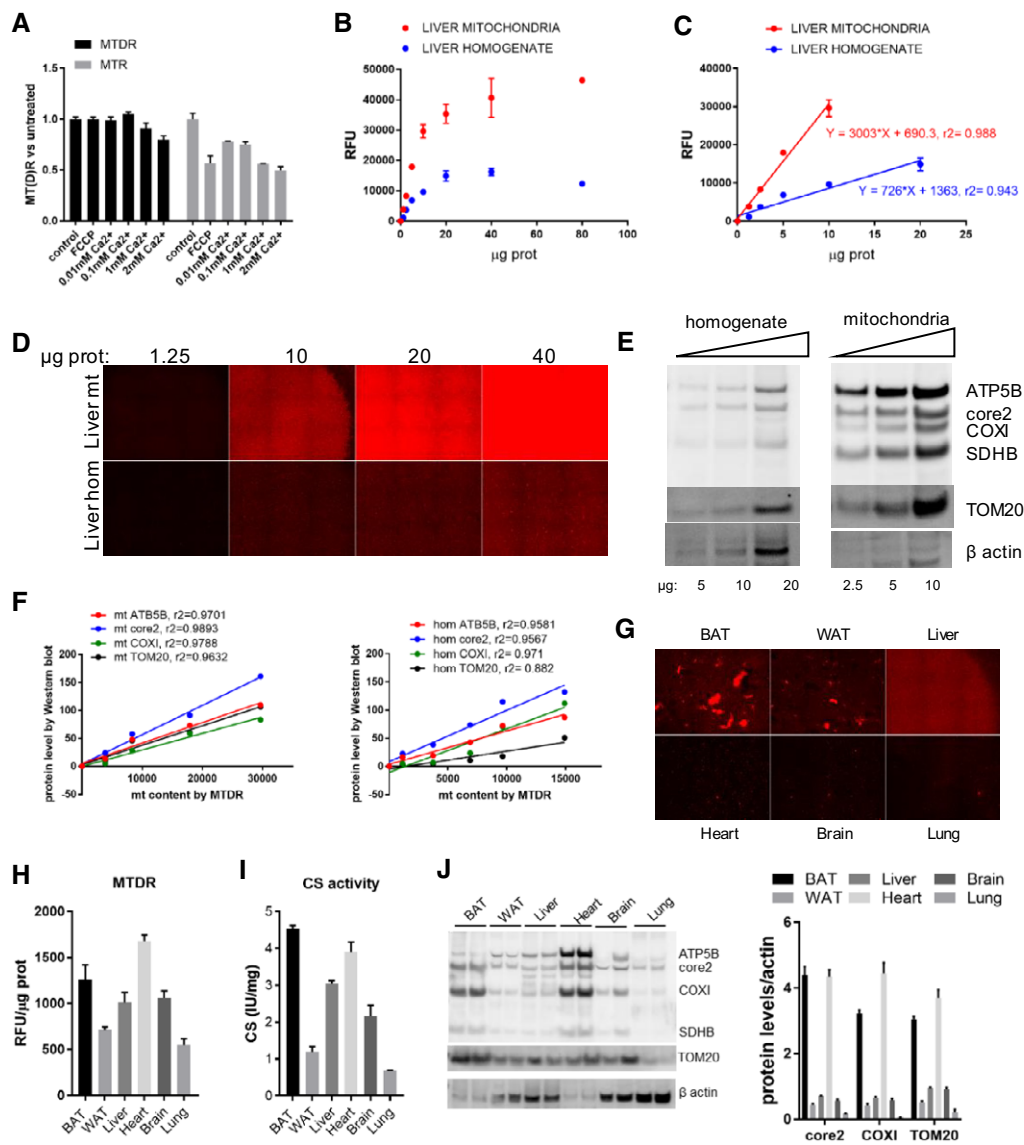 A
MTDR
MTR
MT(D)R vs untreated
1.5
1.0
0.5
0.0
control
FCCP
0.01mM Ca2+
0.1mM Ca2+
1mM Ca2+
2mM Ca2+
control
FCCP
0.01mM Ca2+
0.1mM Ca2+
1mM Ca2+
2mM Ca2+
B
LIVER MITOCHONDRIA
LIVER HOMOGENATE
RFU
50000
40000
30000
20000
10000
0
0 20 40 60 80 100
μg prot
C
LIVER MITOCHONDRIA
LIVER HOMOGENATE
RFU
40000
30000
20000
10000
0
Y = 3003*X + 690.3, r2= 0.988
Y = 726*X + 1363, r2= 0.943
0 5 10 15 20 25
μg prot
D
μg prot: 1.25 10 20 40
Liver mt
Liver hom
E
homogenate mitochondria
ATP5B
core2
COXI
SDHB
TOM20
β actin
μg: 5 10 20 2.5 5 10
F
mt ATB5B, r2=0.9701
mt core2, r2=0.9893
mt COXI, r2=0.9788
mt TOM20, r2=0.9632
protein level by Western blot
200
150
100
50
0
-50
10000 20000 30000 40000
mt content by MTDR
hom ATB5B, r2=0.9581
hom core2, r2=0.9567
hom COXI, r2=0.971
hom TOM20, r2= 0.882
protein level by Western blot
200
150
100
50
0
-50
5000 10000 15000
mt content by MTDR
G
BAT WAT Liver
Heart Brain Lung
H
MTDR
RFU/μg prot
2000
1500
1000
500
0
BAT
WAT
Liver
Heart
Brain
Lung
I
CS activity
CS (IU/mg)
5
4
3
2
1
0
BAT
WAT
Liver
Heart
Brain
Lung
J
BAT WAT Liver Heart Brain Lung
ATP5B
core2
COXI
SDHB
TOM20
β actin
BAT Liver Brain
WAT Heart Lung
protein levels/actin
6
4
2
0
core2 COXI TOM20